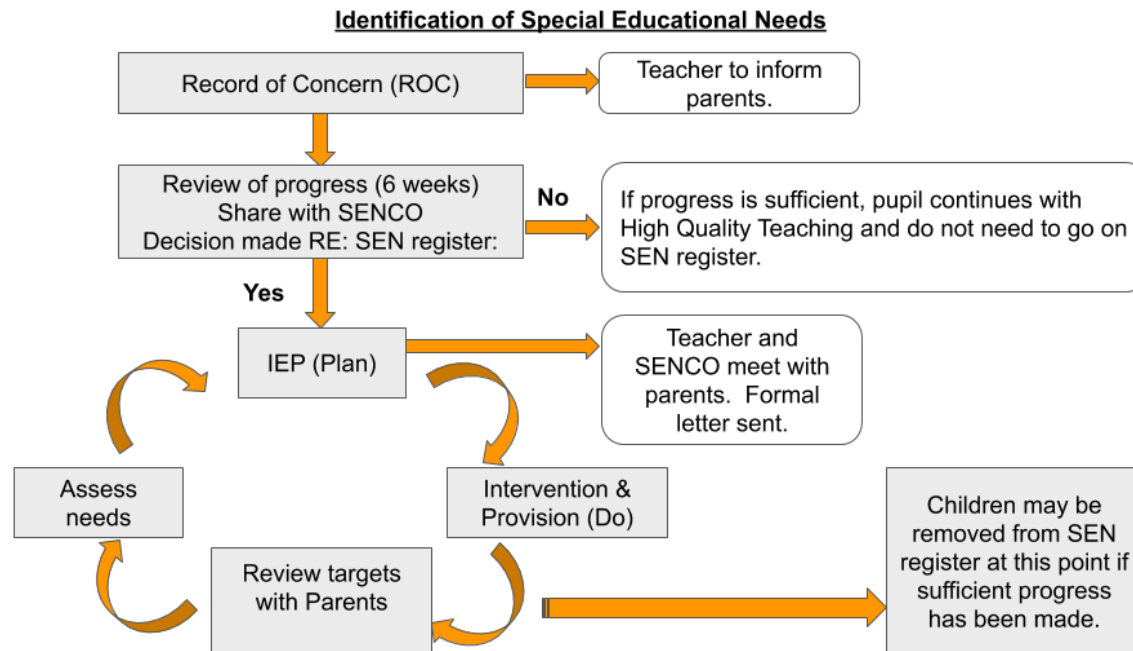 Identification of Special Educational Needs
Record of Concern (ROC)
Teacher to inform
parents.
Review of progress (6 weeks)
Share with SENCO
Decision made RE: SEN register:
No
If progress is sufficient, pupil continues with
High Quality Teaching and do not need to go on
SEN register.
Yes
IEP (Plan)
Teacher and
SENCO meet with
parents.  Formal
letter sent.
Assess
needs
Intervention &
Provision (Do)
Review targets
with Parents
Children may be
removed from SEN
register at this point if
sufficient progress
has been made.